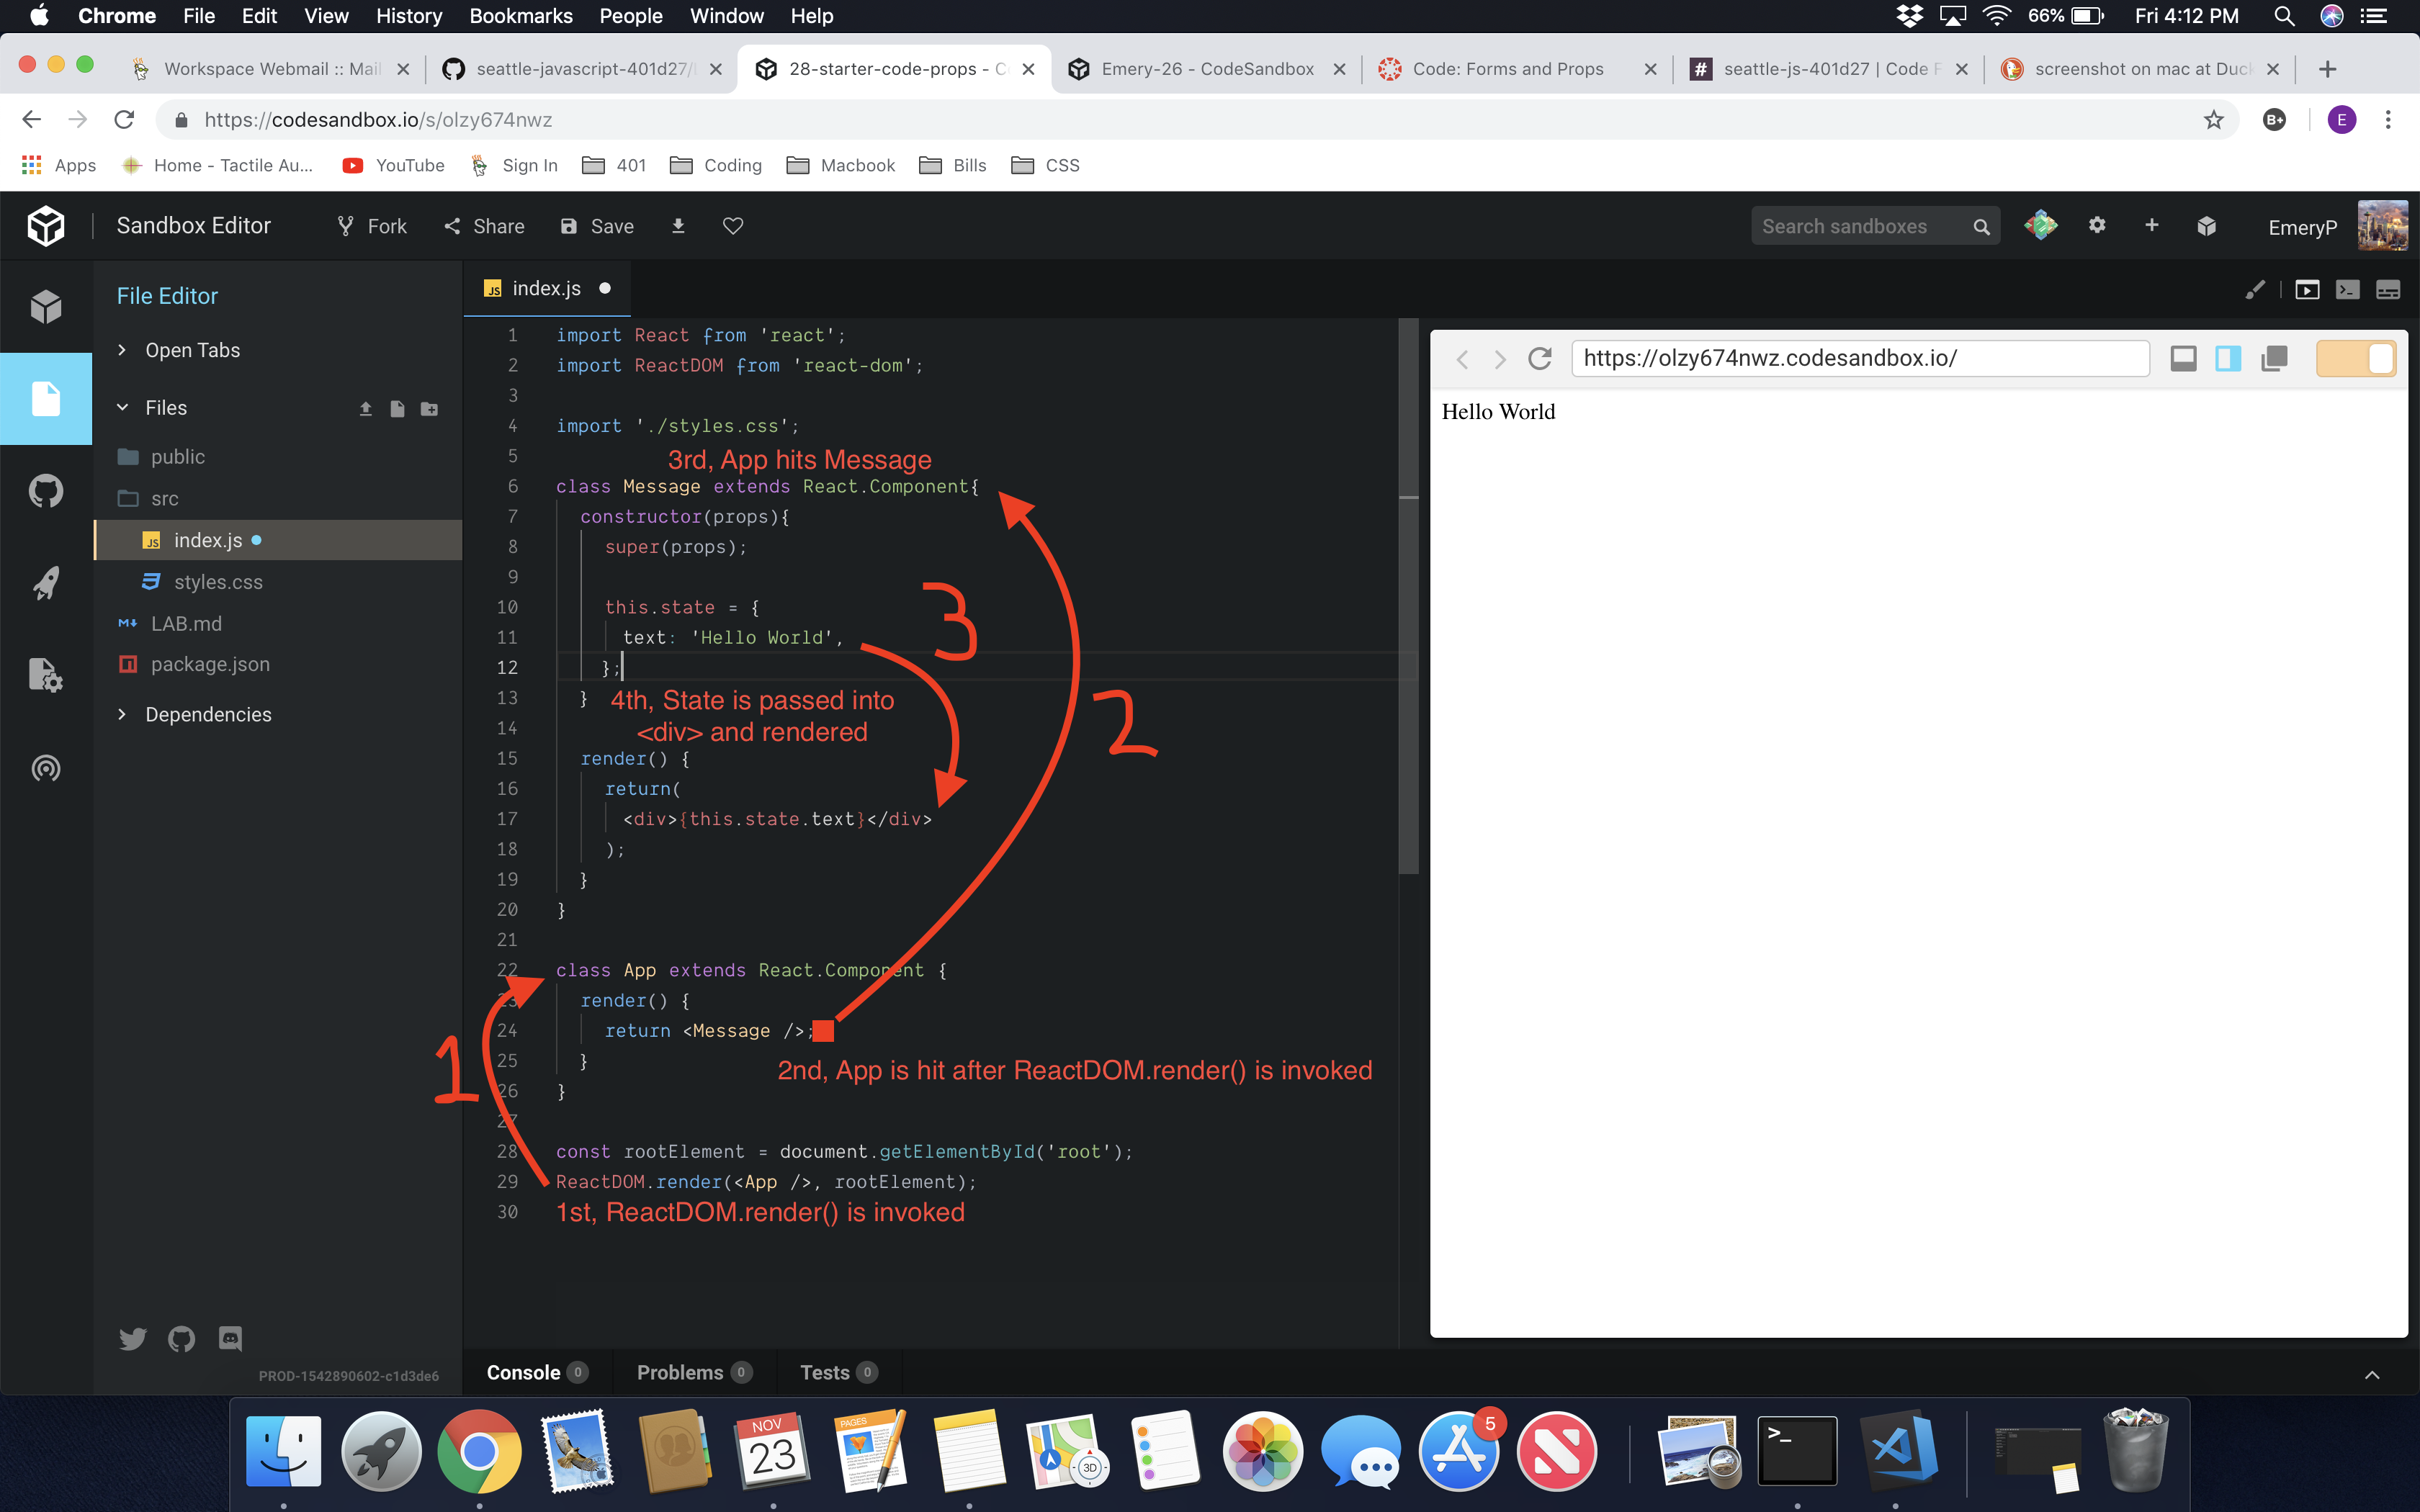 Chrome File Edit View History Bookmarks People Window Help 66% Fri 4:12 PM
Workspace Webmail :: Mail seattle-javascript-401d27/ 28-starter-code-props - C Emery-26 - CodeSandbox Code: Forms and Props # seattle-js-401d27 | Code F screenshot on mac at Duck
https://codesandbox.io/s/olzy674nwz B+ E
Apps Home - Tactile Au... YouTube Sign In 401 Coding Macbook Bills CSS
Sandbox Editor Fork Share Save Search sandboxes EmeryP
File Editor
Open Tabs
Files
public
src
JS index.js
styles.css
LAB.md
package.json
Dependencies
PROD-1542890602-c1d3de6
JS index.js
1 import React from 'react';
2 import ReactDOM from 'react-dom';
3
4 import './styles.css';
5
3rd, App hits Message
6 class Message extends React.Component{
7 constructor(props){
8 super(props);
9
10 this.state = {
11 text: 'Hello World',
12 };
13 }
4th, State is passed into
14
<div> and rendered
15 render() {
16 return(
17 <div>{this.state.text}</div>
18 );
19 }
20 }
21
22 class App extends React.Component {
23 render() {
24 return <Message />;
25 }
2nd, App is hit after ReactDOM.render() is invoked
26 }
27
28 const rootElement = document.getElementById('root');
29 ReactDOM.render(<App />, rootElement);
30
1st, ReactDOM.render() is invoked
1
2
3
https://olzy674nwz.codesandbox.io/
Hello World
Console 0 Problems 0 Tests 0
NOV
23
PAGES
3D
5
>_